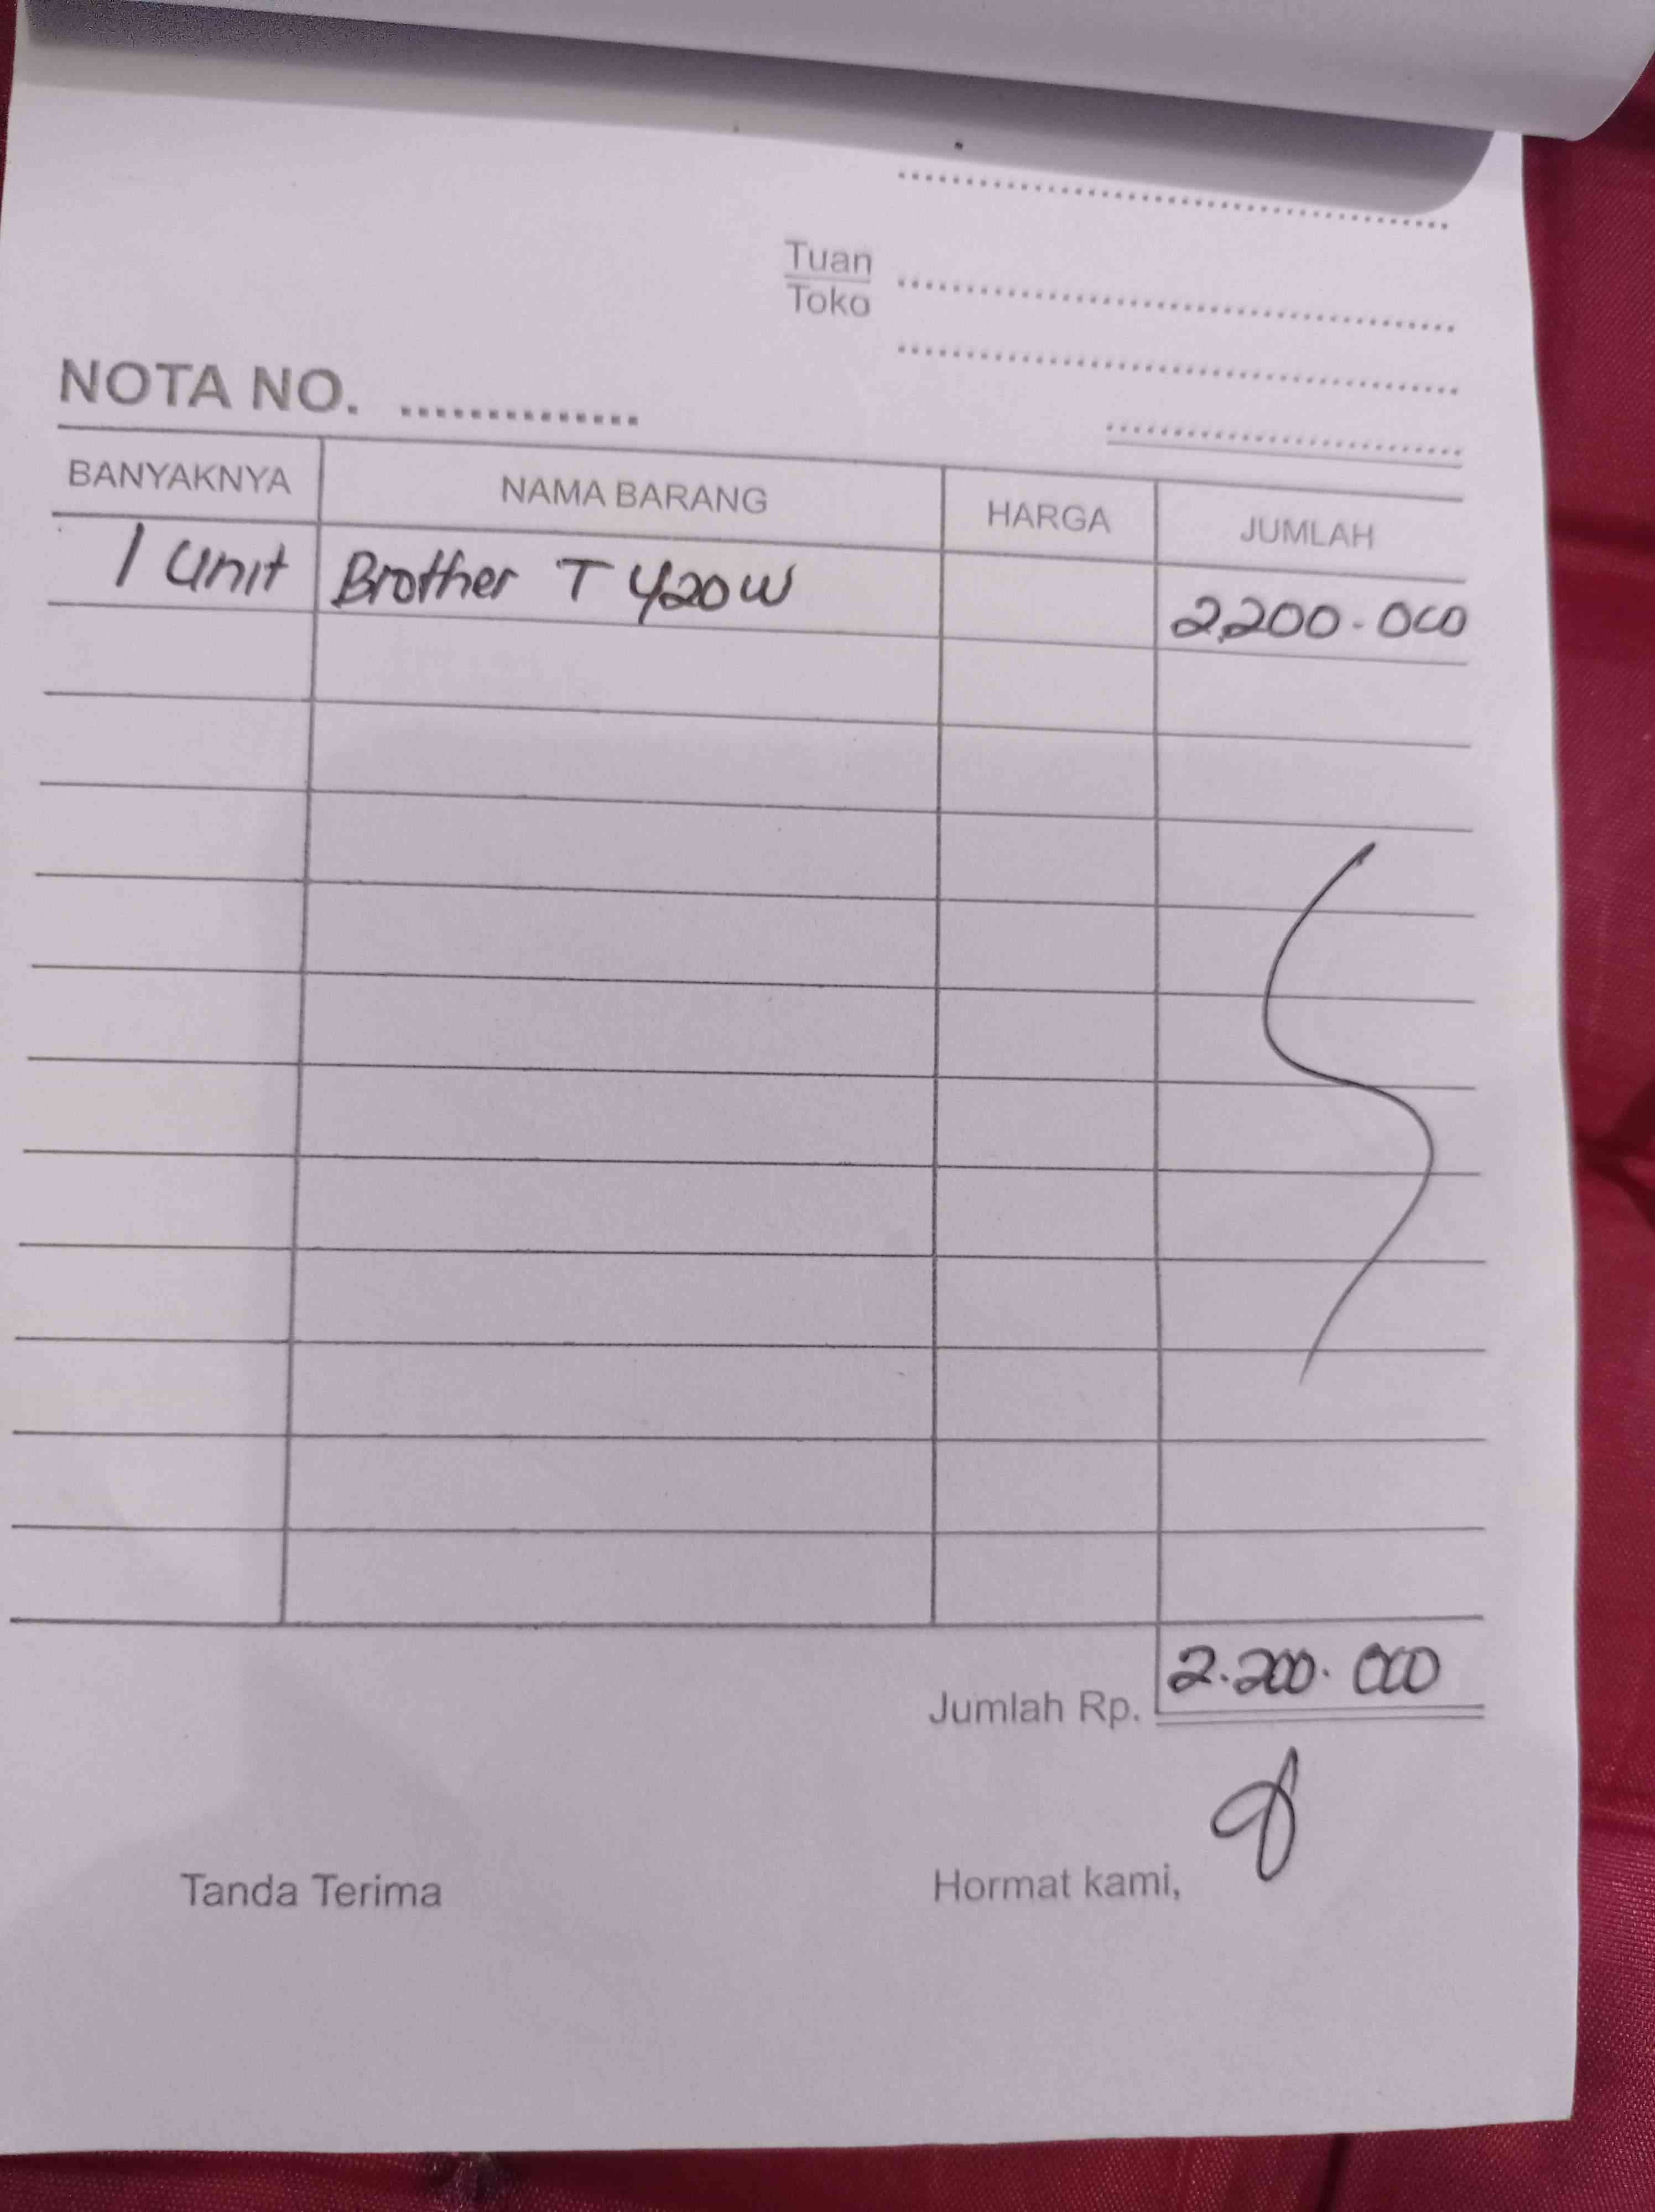 Tuan
Toko
NOTA NO. ..............
BANYAKNYA NAMA BARANG HARGA JUMLAH
1 Unit Brother T 420W 2.200.000
Jumlah Rp. 2.200.000
Tanda Terima Hormat kami,